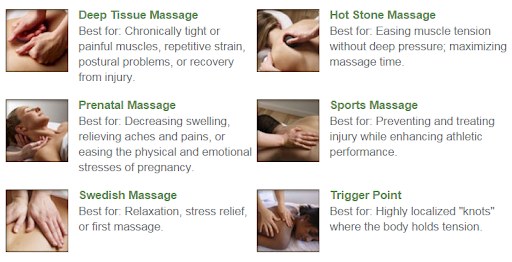 Deep Tissue Massage
Best for: Chronically tight or
painful muscles, repetitive strain,
postural problems, or recovery
from injury.
Hot Stone Massage
Best for: Easing muscle tension
without deep pressure; maximizing
massage time.
Prenatal Massage
Best for: Decreasing swelling,
relieving aches and pains, or
easing the physical and emotional
stresses of pregnancy.
Sports Massage
Best for: Preventing and treating
injury while enhancing athletic
performance.
Swedish Massage
Best for: Relaxation, stress relief,
or first massage.
Trigger Point
Best for: Highly localized "knots"
where the body holds tension.